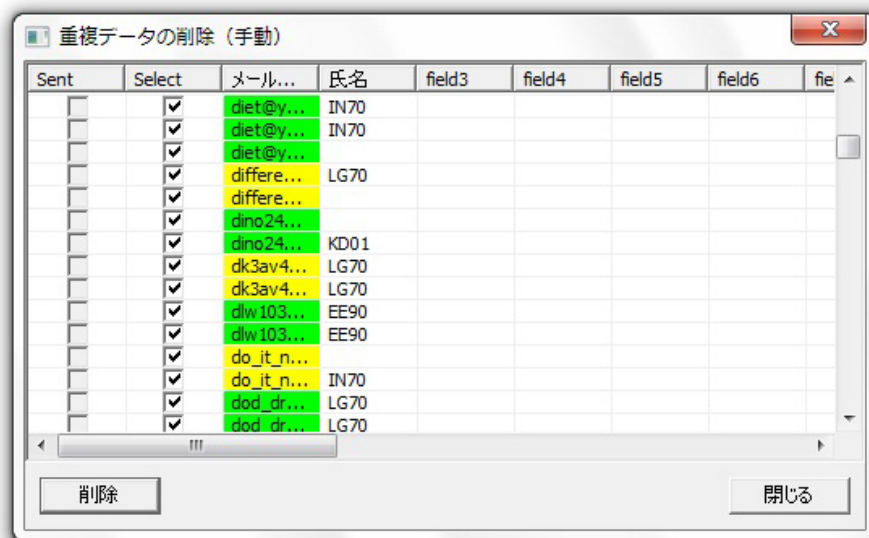 重複データの削除（手動）
Sent Select メール... 氏名 field3 field4 field5 field6 fiel
diet@y... IN70
diet@y... IN70
diet@y...
differe... LG70
differe...
dino24...
dino24... KD01
dk3av4... LG70
dk3av4... LG70
dlw103... EE90
dlw103... EE90
do_it_n...
do_it_n... IN70
dod_dr... LG70
dod_dr... LG70
削除 閉じる